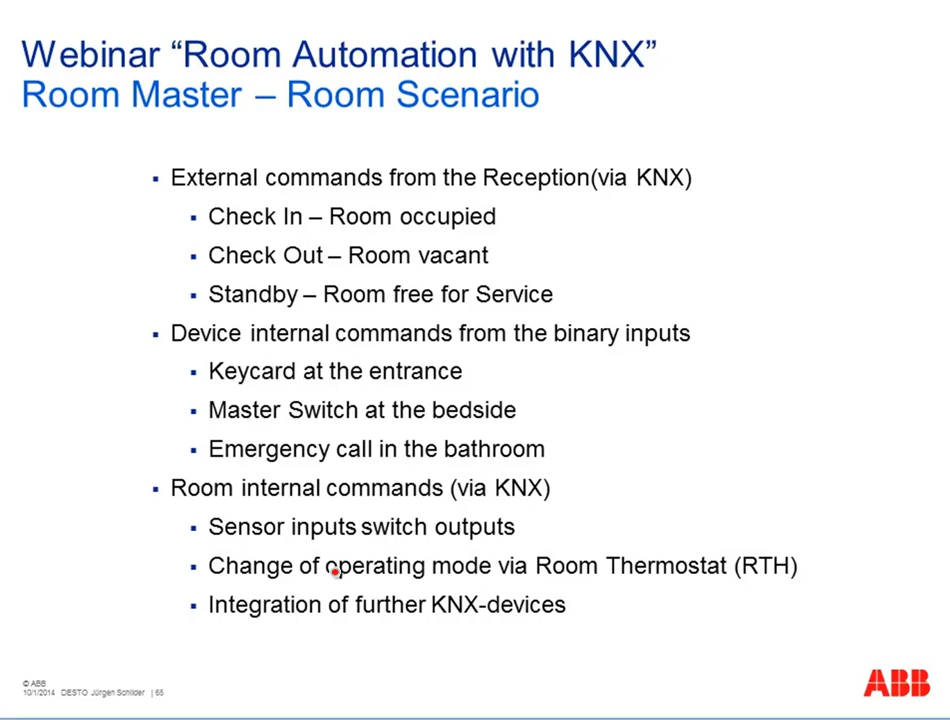 Webinar “Room Automation with KNX”
Room Master – Room Scenario
▪ External commands from the Reception(via KNX)
▪ Check In – Room occupied
▪ Check Out – Room vacant
▪ Standby – Room free for Service
▪ Device internal commands from the binary inputs
▪ Keycard at the entrance
▪ Master Switch at the bedside
▪ Emergency call in the bathroom
▪ Room internal commands (via KNX)
▪ Sensor inputs switch outputs
▪ Change of operating mode via Room Thermostat (RTH)
▪ Integration of further KNX-devices
© ABB
10/1/2014 DESTO Jürgen Schilder | 65
ABB